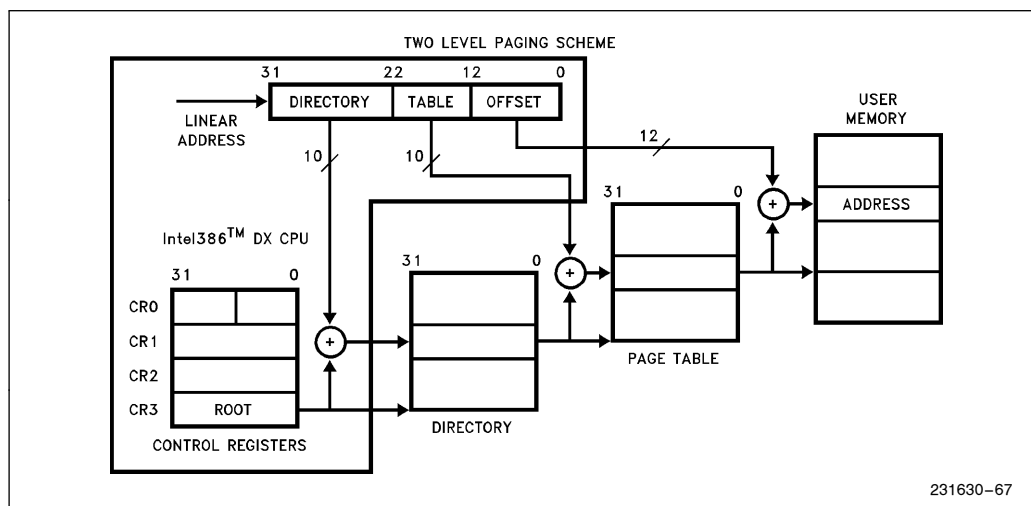 TWO LEVEL PAGING SCHEME
31 22 12 0
DIRECTORY TABLE OFFSET
LINEAR
ADDRESS
10
10
12
USER
MEMORY
ADDRESS
Intel386™ DX CPU
31 0
CR0
CR1
CR2
CR3 ROOT
CONTROL REGISTERS
+
31 0
DIRECTORY
+
31 0
PAGE TABLE
+
231630-67